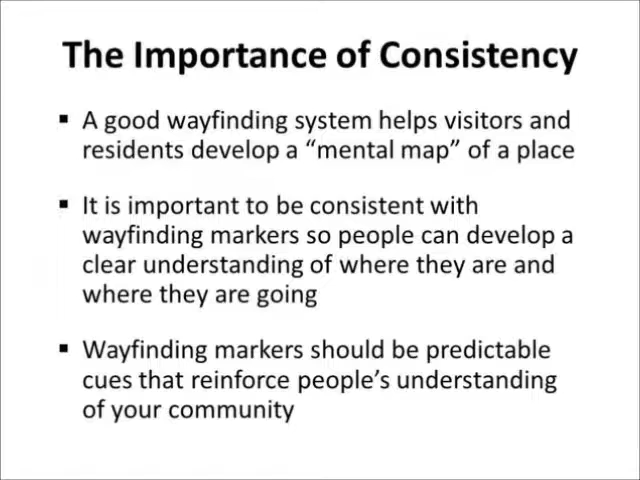 The Importance of Consistency
▪ A good wayfinding system helps visitors and
residents develop a “mental map” of a place
▪ It is important to be consistent with
wayfinding markers so people can develop a
clear understanding of where they are and
where they are going
▪ Wayfinding markers should be predictable
cues that reinforce people’s understanding
of your community